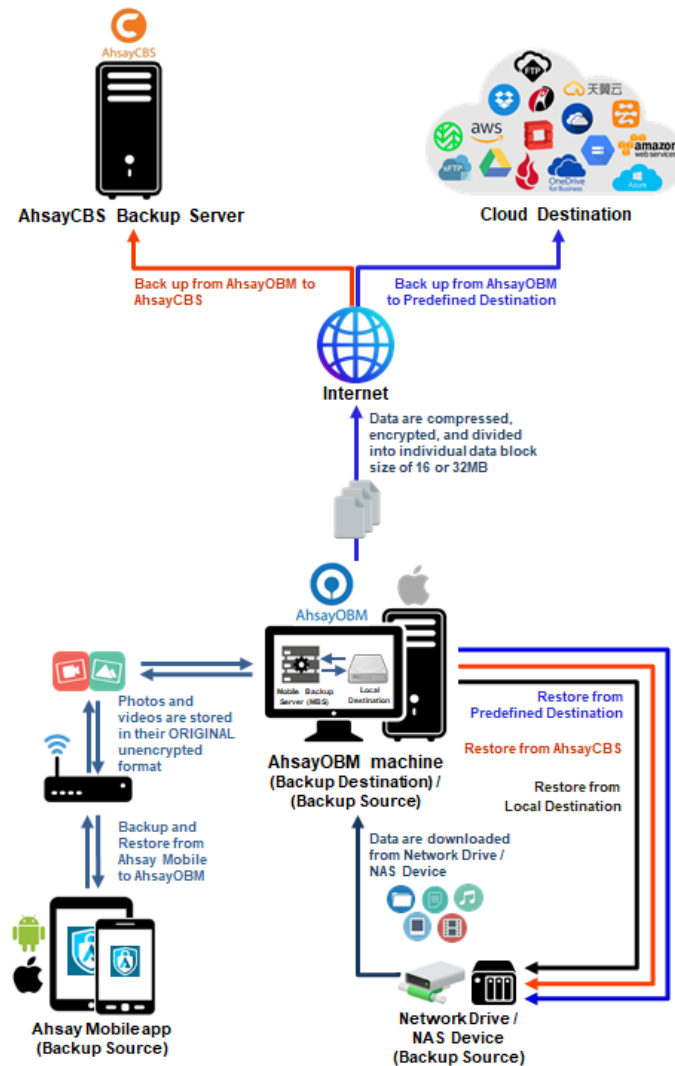 AhsayCBS
AhsayCBS Backup Server
FTP
天翼云
aws
amazon
web services
sFTP
OneDrive
for Business
Azure
Cloud Destination
Back up from AhsayOBM to
AhsayCBS
Back up from AhsayOBM
to Predefined Destination
Internet
Data are compressed,
encrypted, and divided
into individual data block
size of 16 or 32MB
AhsayOBM
Mobile Backup
Server (MBS)
Local
Destination
Photos and
videos are stored
in their ORIGINAL
unencrypted
format
AhsayOBM machine
(Backup Destination) /
(Backup Source)
Restore from
Predefined Destination
Restore from AhsayCBS
Restore from
Local Destination
Backup and
Restore from
Ahsay Mobile
to AhsayOBM
Data are downloaded
from Network Drive /
NAS Device
Ahsay Mobile app
(Backup Source)
Network Drive /
NAS Device
(Backup Source)